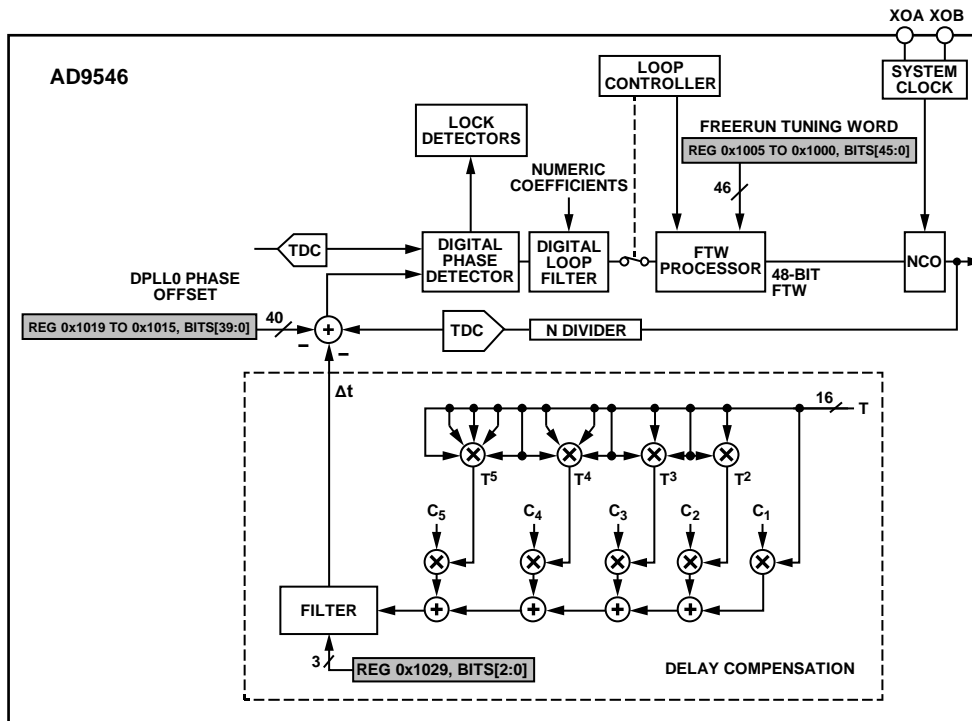 XOA XOB
AD9546
LOOP
CONTROLLER
SYSTEM
CLOCK
LOCK
DETECTORS
FREERUN TUNING WORD
REG 0x1005 TO 0x1000, BITS[45:0]
NUMERIC
COEFFICIENTS
46
TDC
DIGITAL
PHASE
DETECTOR
DIGITAL
LOOP
FILTER
FTW
PROCESSOR
48-BIT
FTW
NCO
DPLL0 PHASE
OFFSET
REG 0x1019 TO 0x1015, BITS[39:0]
40
+
–
–
TDC
N DIVIDER
Δt
16
T
× × × ×
T5 T4 T3 T2
C5 C4 C3 C2 C1
× × × × ×
+ + + +
FILTER
3
REG 0x1029, BITS[2:0]
DELAY COMPENSATION